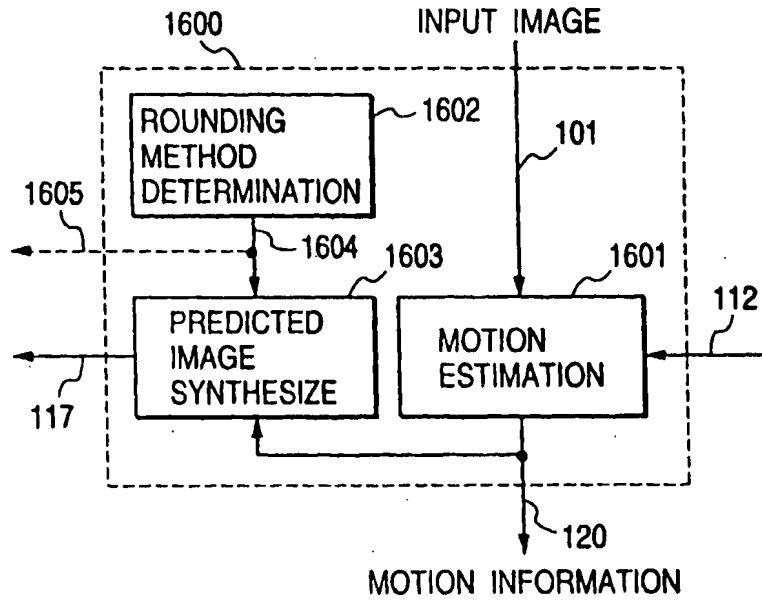 1600
INPUT IMAGE
ROUNDING
METHOD
DETERMINATION
1602
101
1605
1604
1603
1601
PREDICTED
IMAGE
SYNTHESIZE
MOTION
ESTIMATION
112
117
120
MOTION INFORMATION